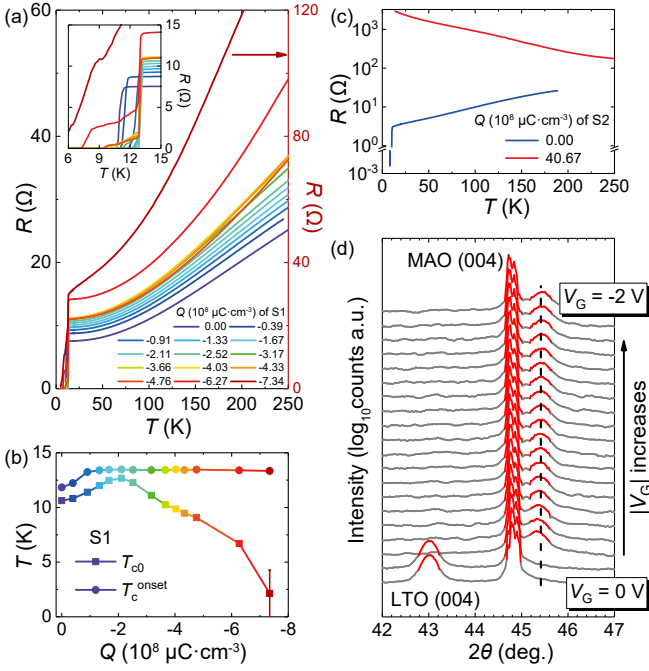 (a)
60
40
20
0
R (Ω)
0
50
100
150
200
250
T (K)
120
80
40
0
R (Ω)
15
10
5
0
R (Ω)
6
9
12
15
T (K)
Q (10⁸ μC·cm⁻³) of S1
0.00 -0.39
-0.91 -1.33 -1.67
-2.11 -2.52 -3.17
-3.66 -4.03 -4.33
-4.76 -6.27 -7.34
(b)
15
10
5
0
T (K)
S1
T_c0
T_c^onset
0 -2 -4 -6 -8
Q (10⁸ μC·cm⁻³)
(c)
10³
10²
10¹
10⁰
10⁻³
R (Ω)
Q (10⁸ μC·cm⁻³) of S2
0.00
40.67
0 50 100 150 200 250
T (K)
(d)
MAO (004)
V_G = -2 V
|V_G| increases
V_G = 0 V
LTO (004)
Intensity (log₁₀counts a.u.)
42 43 44 45 46 47
2θ (deg.)